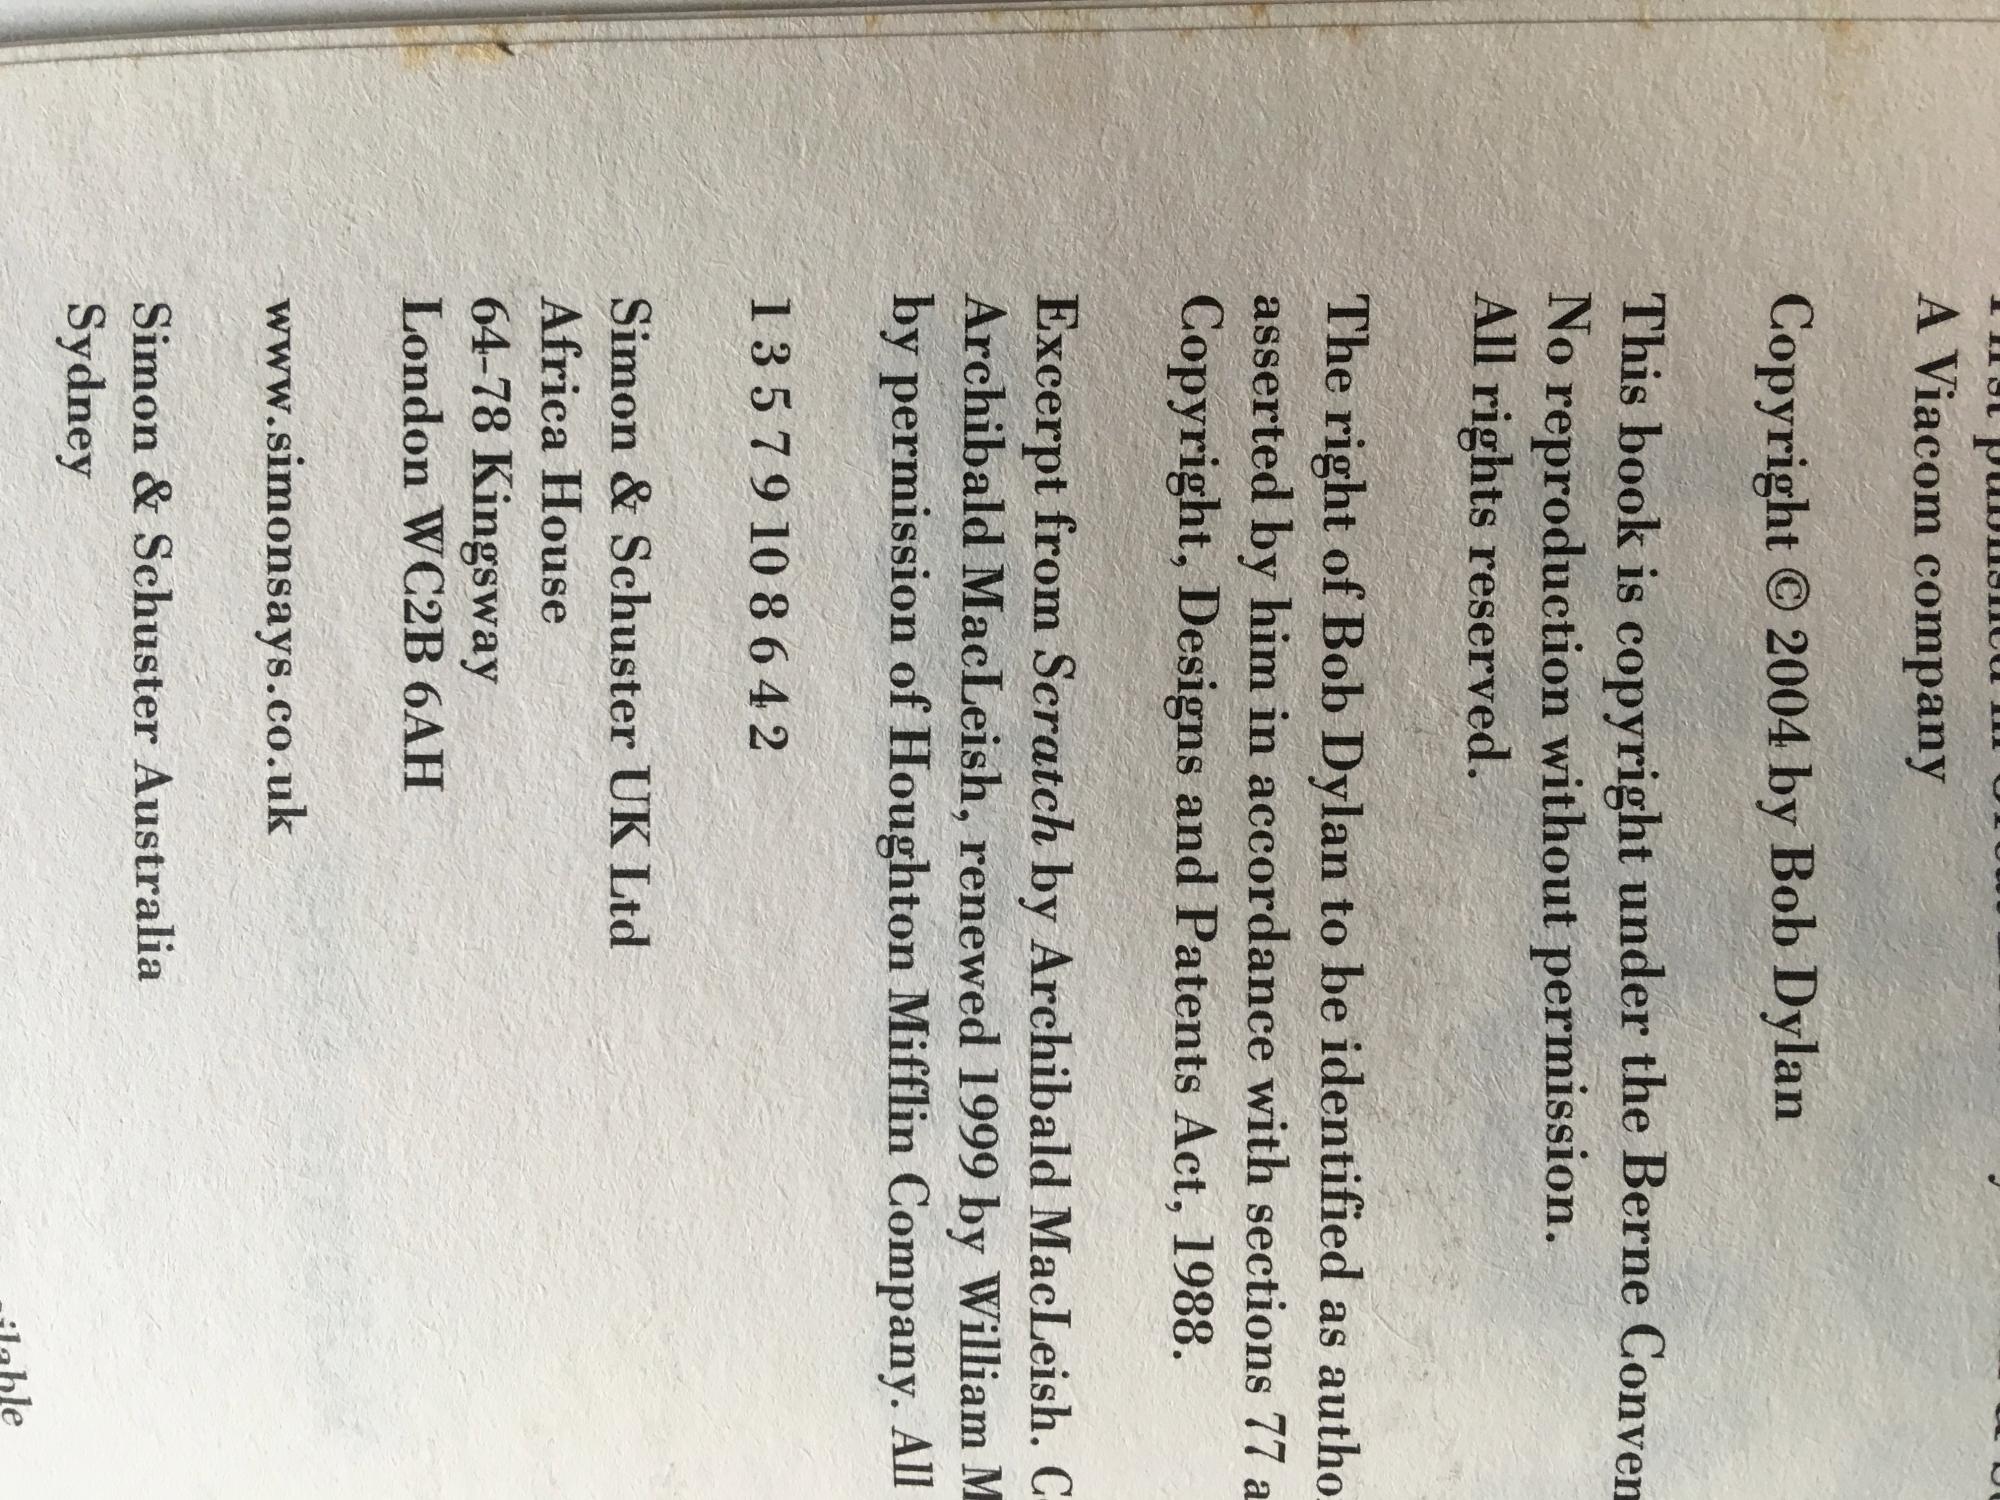 First published in Great
A Viacom company
Copyright © 2004 by Bob Dylan
This book is copyright under the Berne Conven
No reproduction without permission.
All rights reserved.
The right of Bob Dylan to be identified as autho
asserted by him in accordance with sections 77 a
Copyright, Designs and Patents Act, 1988.
Excerpt from Scratch by Archibald MacLeish. C
Archibald MacLeish, renewed 1999 by William M
by permission of Houghton Mifflin Company. All
1 3 5 7 9 10 8 6 4 2
Simon & Schuster UK Ltd
Africa House
64-78 Kingsway
London WC2B 6AH
www.simonsays.co.uk
Simon & Schuster Australia
Sydney
ailable